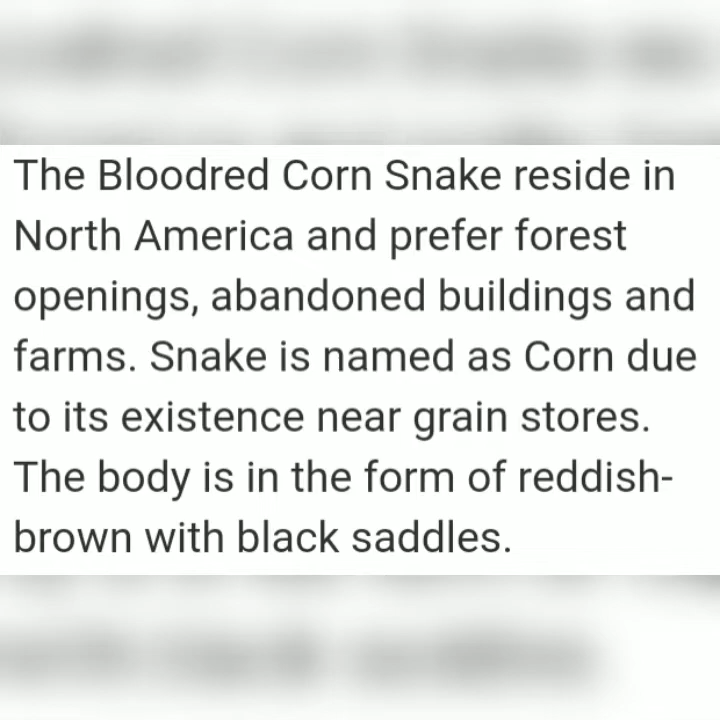 The Bloodred Corn Snake reside in
North America and prefer forest
openings, abandoned buildings and
farms. Snake is named as Corn due
to its existence near grain stores.
The body is in the form of reddish-
brown with black saddles.